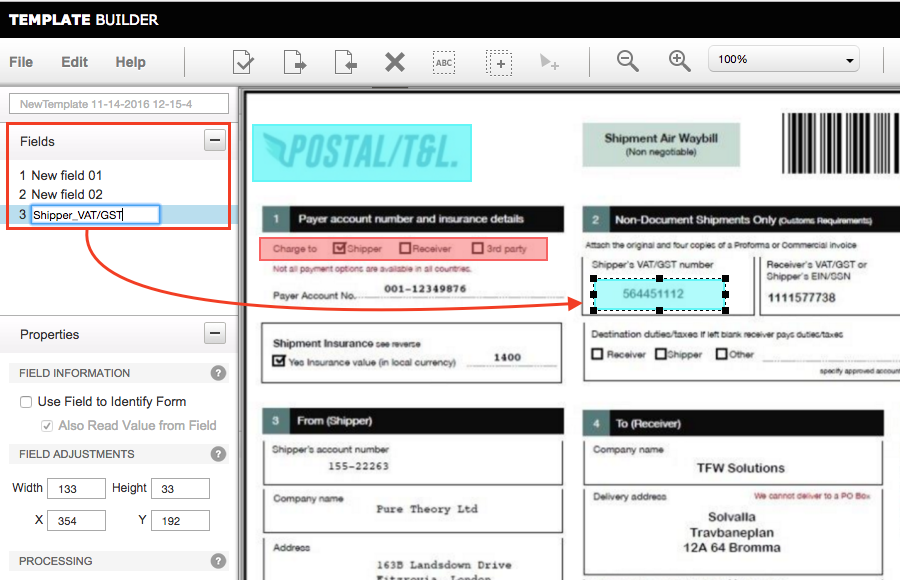 TEMPLATE BUILDER
File Edit Help
ABC
100%
NewTemplate 11-14-2016 12-15-4
Fields
1 New field 01
2 New field 02
3 Shipper_VAT/GST
Properties
FIELD INFORMATION ?
Use Field to Identify Form
Also Read Value from Field
FIELD ADJUSTMENTS ?
Width 133 Height 33
X 354 Y 192
PROCESSING ?
POSTAL/T&L.
Shipment Air Waybill
(Non negotiable)
1 Payer account number and insurance details
Charge to Shipper Receiver 3rd party
Not all payment options are available in all countries.
Payer Account No. 001-12349876
Shipment Insurance see reverse
Yes Insurance value (in local currency) 1400
2 Non-Document Shipments Only (Customs Requirements)
Attach the original and four copies of a Proforma or Commercial invoice
Shipper's VAT/GST number
564451112
Receiver's VAT/GST or
Shipper's EIN/SSN
1111577738
Destination duties/taxes If left blank receiver pays duties/taxes
Receiver Shipper Other
specify approved account
3 From (Shipper)
Shipper's account number
155-22263
Company name
Pure Theory Ltd
Address
163B Landsdown Drive
Fitzrovia, London
4 To (Receiver)
Company name
TFW Solutions
Delivery address We cannot deliver to a PO Box
Solvalla
Travbaneplan
12A 64 Bromma